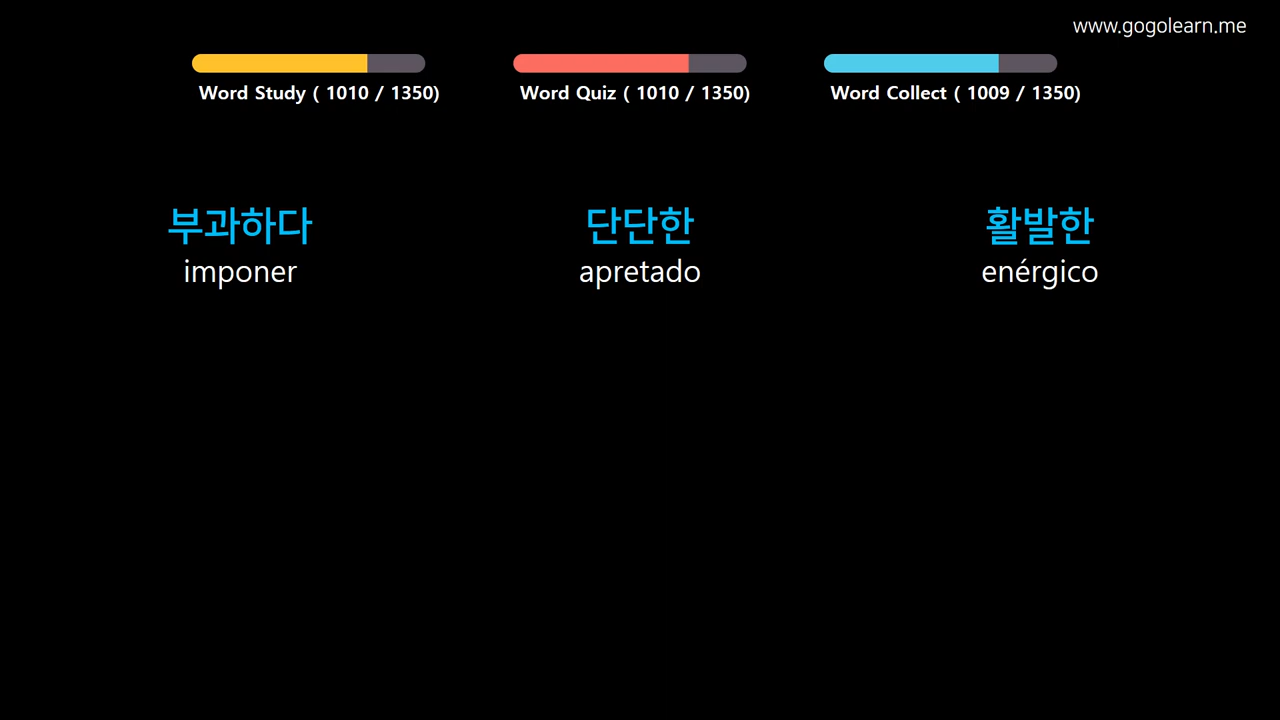 www.gogolearn.me
Word Study ( 1010 / 1350)
Word Quiz ( 1010 / 1350)
Word Collect ( 1009 / 1350)
부과하다
imponer
단단한
apretado
활발한
enérgico